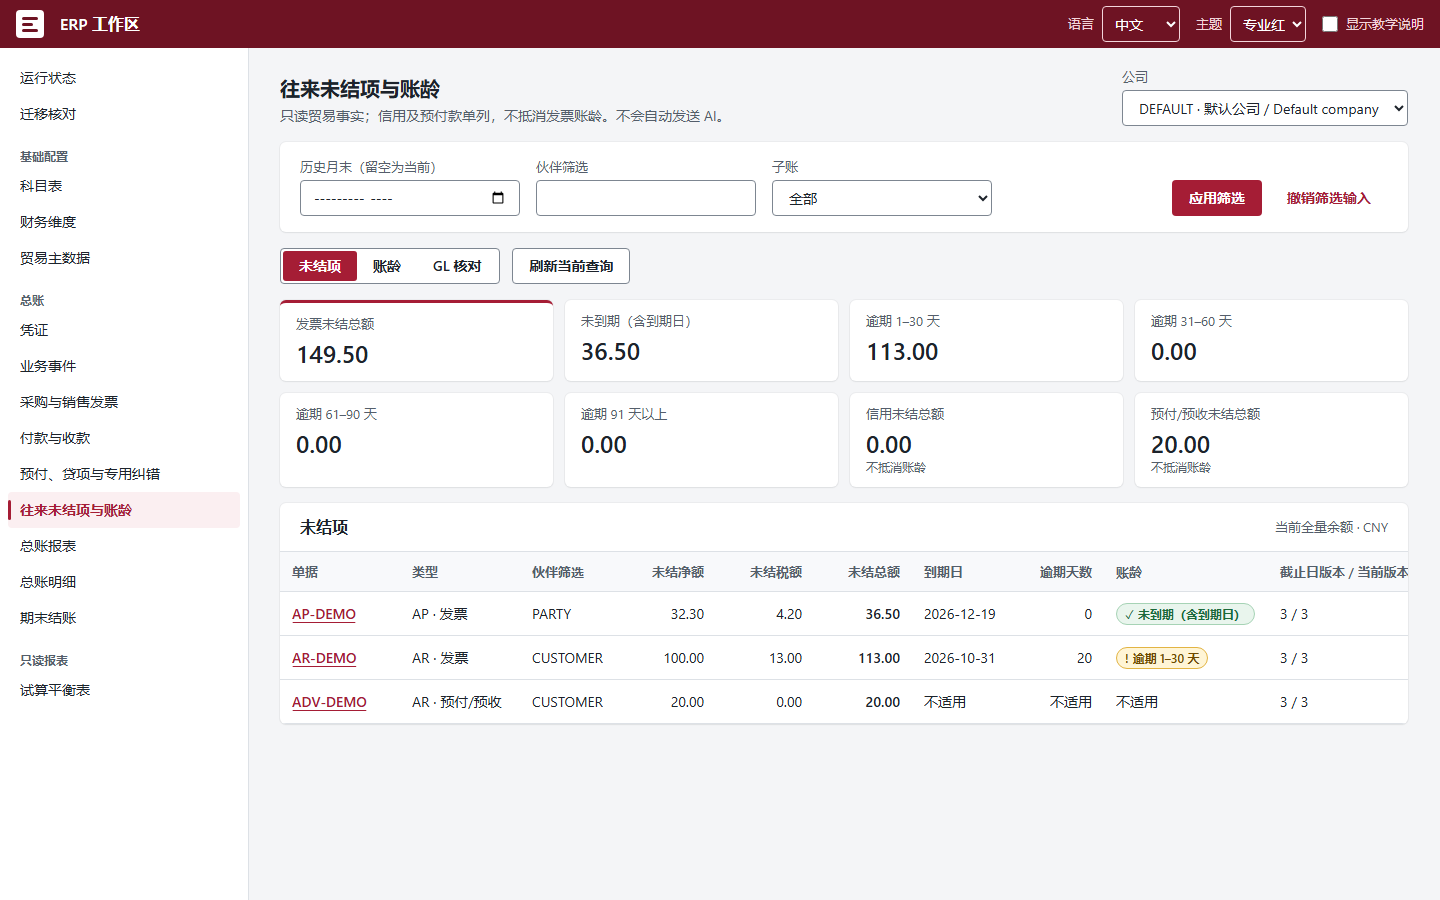 ERP 工作区
语言 中文 主题 专业红 显示教学说明
运行状态
迁移核对
基础配置
科目表
财务维度
贸易主数据
总账
凭证
业务事件
采购与销售发票
付款与收款
预付、贷项与专用纠错
往来未结项与账龄
总账报表
总账明细
期末结账
只读报表
试算平衡表
往来未结项与账龄
只读贸易事实；信用及预付款单列，不抵消发票账龄。不会自动发送 AI。
公司
DEFAULT · 默认公司 / Default company
历史月末（留空为当前） 伙伴筛选 子账
--------- ---- 全部 应用筛选 撤销筛选输入
未结项 账龄 GL 核对 刷新当前查询
发票未结总额 未到期（含到期日） 逾期 1–30 天 逾期 31–60 天
149.50 36.50 113.00 0.00
逾期 61–90 天 逾期 91 天以上 信用未结总额 预付/预收未结总额
0.00 0.00 0.00 20.00
不抵消账龄 不抵消账龄
未结项 当前全量余额 · CNY
单据 类型 伙伴筛选 未结净额 未结税额 未结总额 到期日 逾期天数 账龄 截止日版本 / 当前版本
AP-DEMO AP · 发票 PARTY 32.30 4.20 36.50 2026-12-19 0 ✓ 未到期（含到期日） 3 / 3
AR-DEMO AR · 发票 CUSTOMER 100.00 13.00 113.00 2026-10-31 20 ! 逾期 1–30 天 3 / 3
ADV-DEMO AR · 预付/预收 CUSTOMER 20.00 0.00 20.00 不适用 不适用 不适用 3 / 3